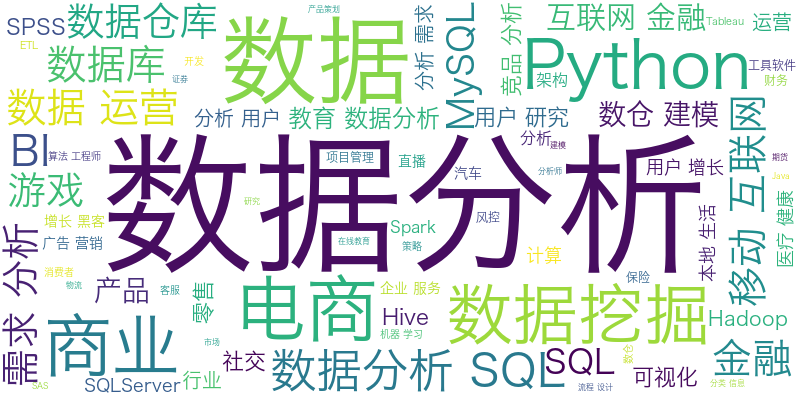 SPSS
数据仓库
产品策划
ETL
开发
证券
数据库
数据
分析 需求
MySQL
竞品 分析
Python
互联网 金融
Tableau
运营
架构
工具软件
财务
数据 运营
分析 用户
教育 数据分析
用户 研究
数仓 建模
BI
算法 工程师
游戏
项目管理
直播
汽车
分析
建模
分析师
用户 增长
期货
Java
移动 互联网
医疗 健康
本地 生活
数据分析
研究
增长 黑客
广告 营销
Spark
风控
在线教育
策略
计算
需求 分析
消费者
物流
产品
客服
零售
电商
企业 服务
保险
数据挖掘
Hive
Hadoop
商业
市场
机器 学习
SQL
数仓
金融
社交
SAS
SQLServer
行业
数据分析 SQL
流程 设计
可视化
分类 信息